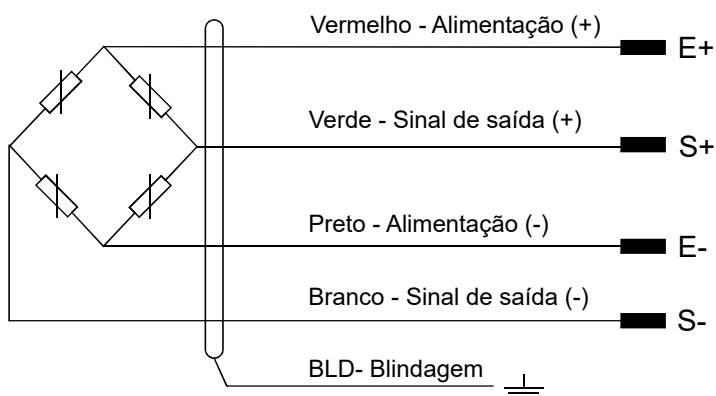 Vermelho - Alimentação (+)
E+
Verde - Sinal de saída (+)
S+
Preto - Alimentação (-)
E-
Branco - Sinal de saída (-)
S-
BLD- Blindagem